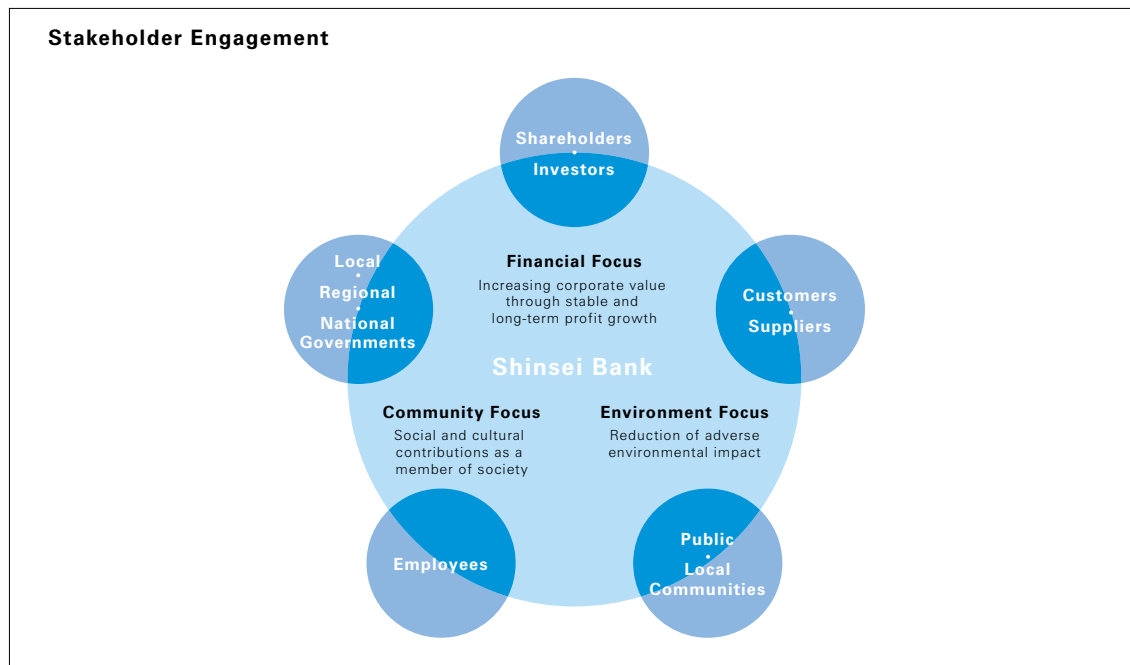 Stakeholder Engagement
Shareholders
•
Investors
Local
•
Regional
•
National
Governments
Financial Focus
Increasing corporate value
through stable and
long-term profit growth
Customers
•
Suppliers
Shinsei Bank
Community Focus
Social and cultural
contributions as a
member of society
Environment Focus
Reduction of adverse
environmental impact
Employees
Public
•
Local
Communities